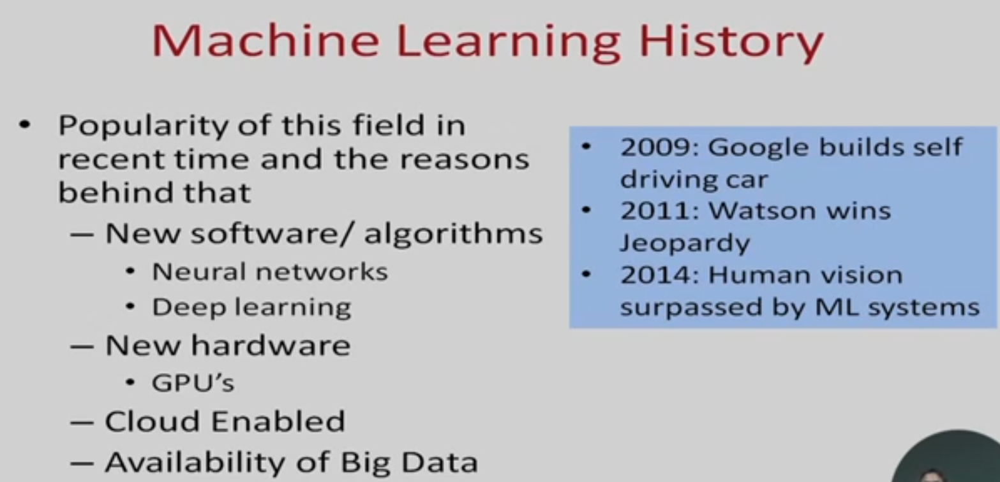 Machine Learning History
• Popularity of this field in
recent time and the reasons
behind that
– New software/ algorithms
• Neural networks
• Deep learning
– New hardware
• GPU’s
– Cloud Enabled
– Availability of Big Data
• 2009: Google builds self
driving car
• 2011: Watson wins
Jeopardy
• 2014: Human vision
surpassed by ML systems